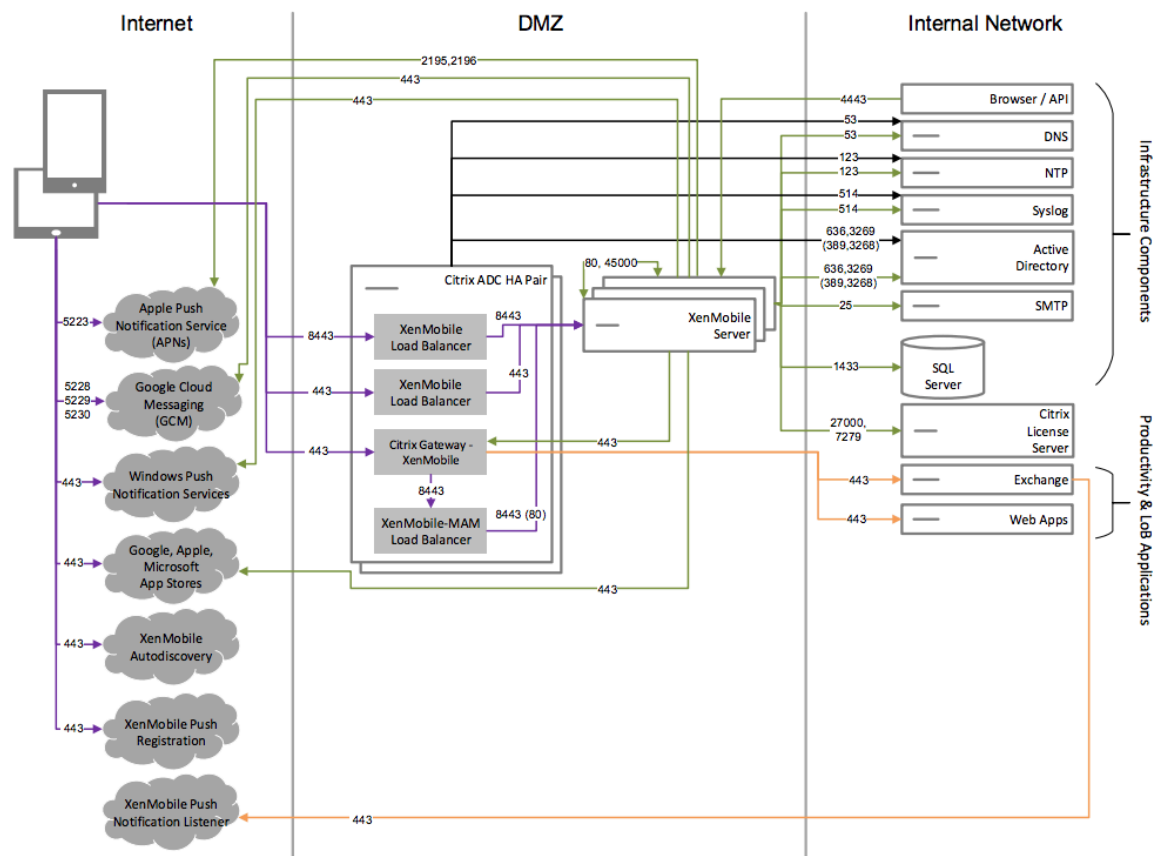 Internet
DMZ
Internal Network
2195,2196
443
443
4443
Browser / API
53
53
DNS
123
123
NTP
514
514
Syslog
636,3269
(389,3268)
636,3269
(389,3268)
Active
Directory
25
SMTP
1433
SQL
Server
27000,
7279
Citrix
License
Server
443
Exchange
443
Web Apps
Infrastructure Components
Productivity & LoB Applications
Citrix ADC HA Pair
80, 45000
XenMobile
Server
8443
XenMobile
Load Balancer
8443
443
XenMobile
Load Balancer
443
443
Citrix Gateway -
XenMobile
443
8443
XenMobile-MAM
Load Balancer
8443 (80)
443
5223
Apple Push
Notification Service
(APNs)
5228
5229
5230
Google Cloud
Messaging
(GCM)
443
Windows Push
Notification Services
443
Google, Apple,
Microsoft
App Stores
443
XenMobile
Autodiscovery
443
XenMobile Push
Registration
XenMobile Push
Notification Listener
443